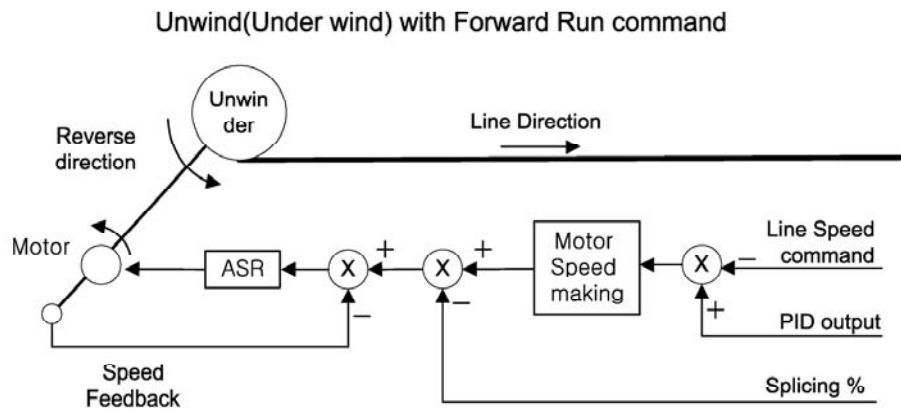 Unwind(Under wind) with Forward Run command
Unwin
der
Line Direction
Reverse
direction
Motor
ASR
X
+
-
X
+
-
Motor
Speed
making
X
-
+
Line Speed
command
PID output
Speed
Feedback
Splicing %